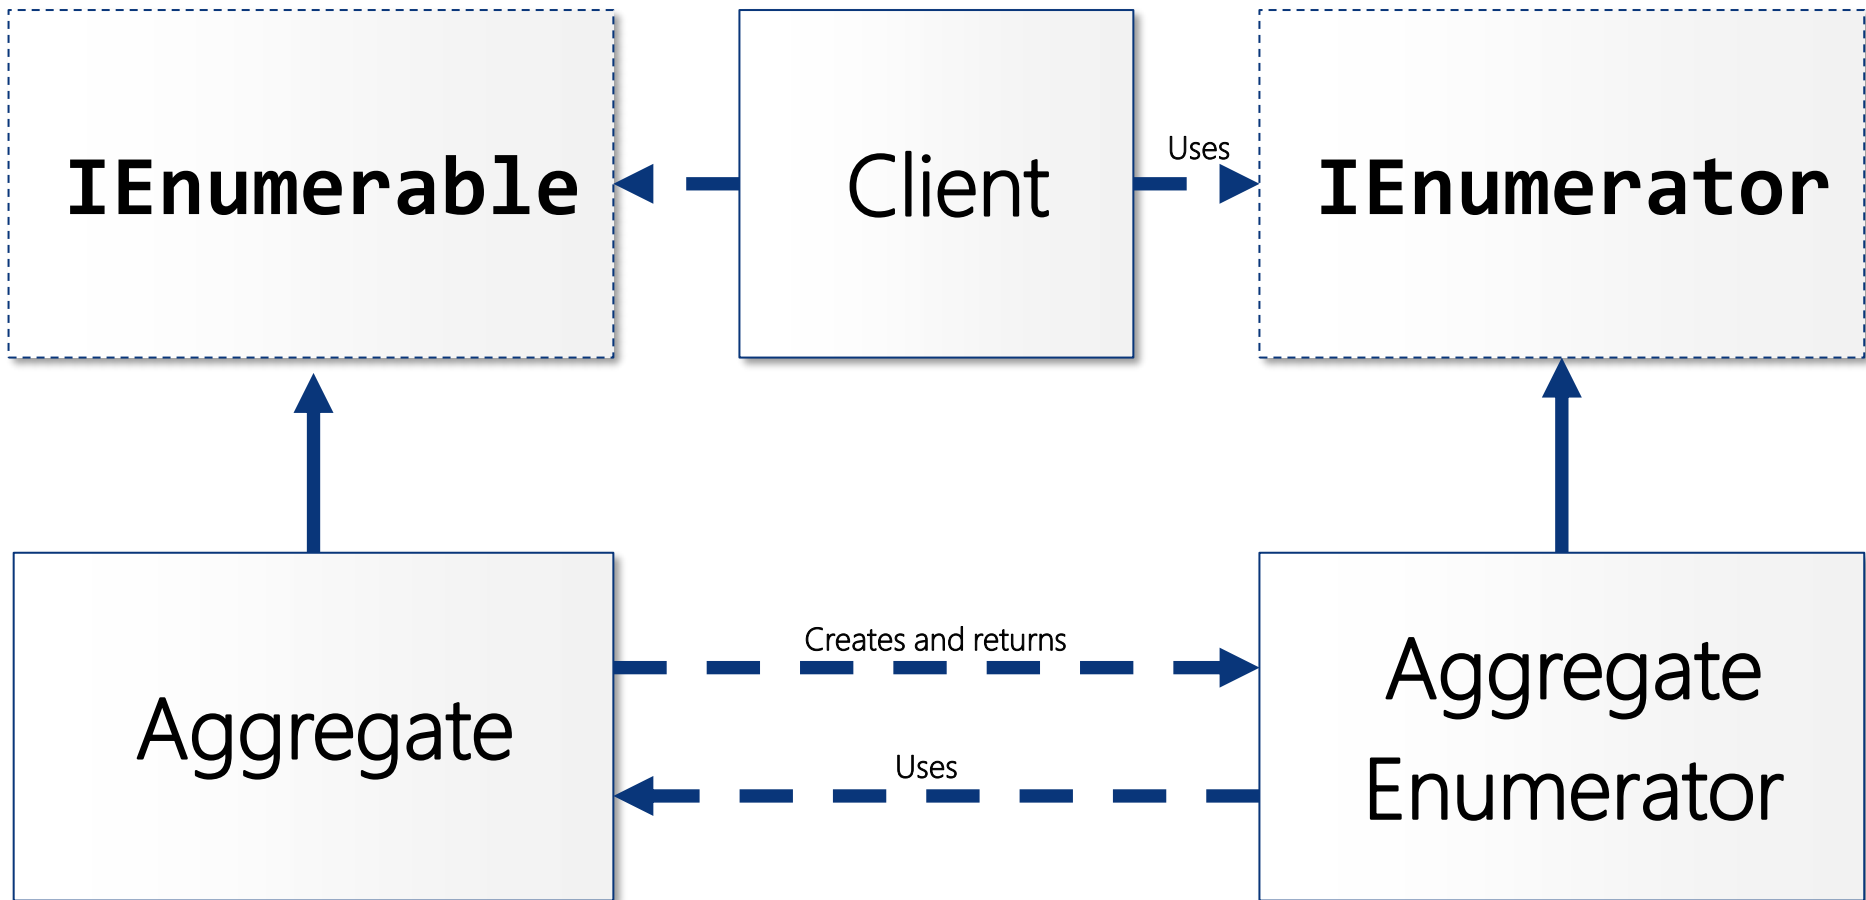 IEnumerable
Client
Uses
IEnumerator
Creates and returns
Aggregate
Uses
Aggregate
Enumerator